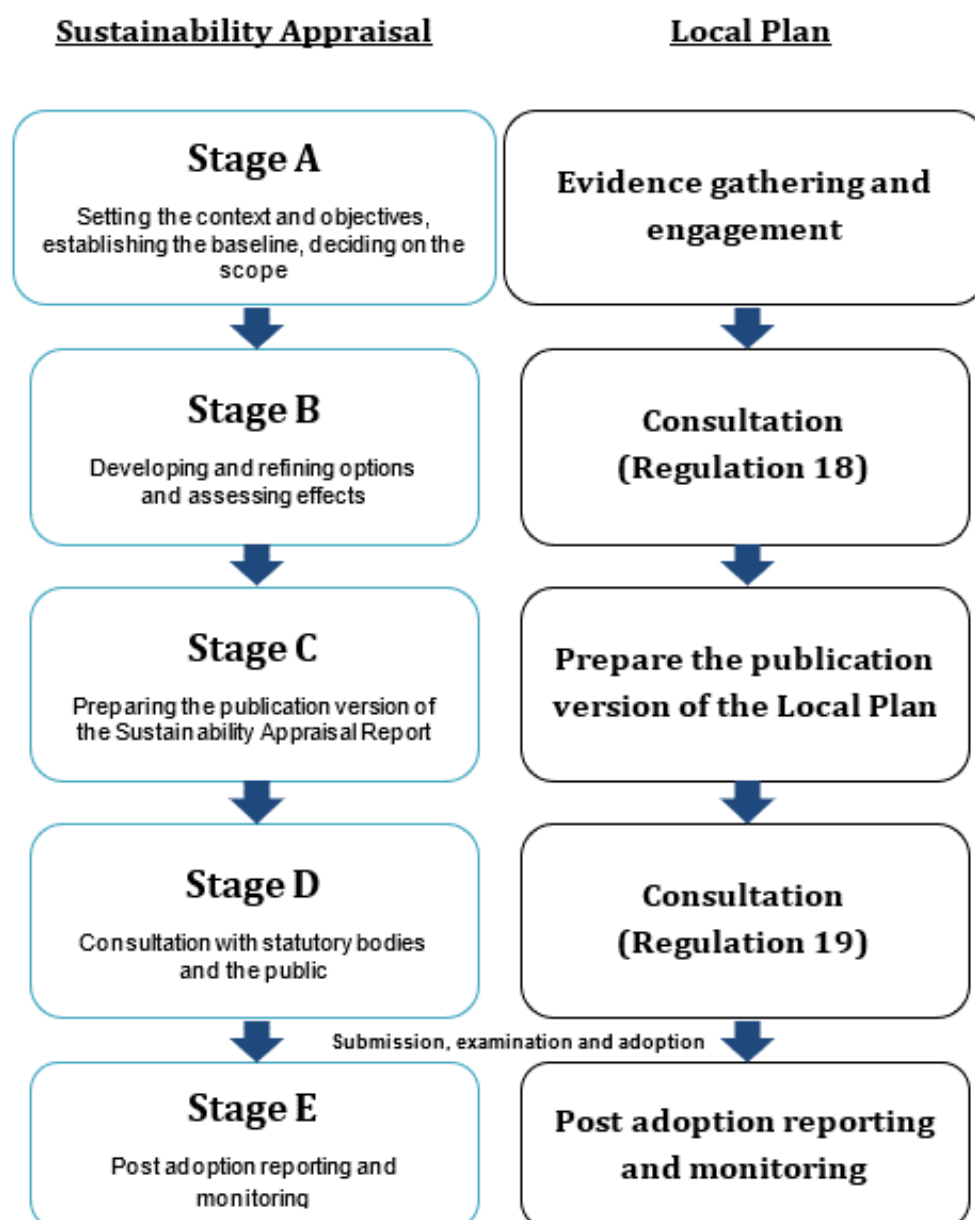 Sustainability Appraisal
Local Plan
Stage A
Setting the context and objectives,
establishing the baseline, deciding on the
scope
Evidence gathering and
engagement
Stage B
Developing and refining options
and assessing effects
Consultation
(Regulation 18)
Stage C
Preparing the publication version of
the Sustainability Appraisal Report
Prepare the publication
version of the Local Plan
Stage D
Consultation with statutory bodies
and the public
Consultation
(Regulation 19)
Submission, examination and adoption
Stage E
Post adoption reporting and
monitoring
Post adoption reporting
and monitoring